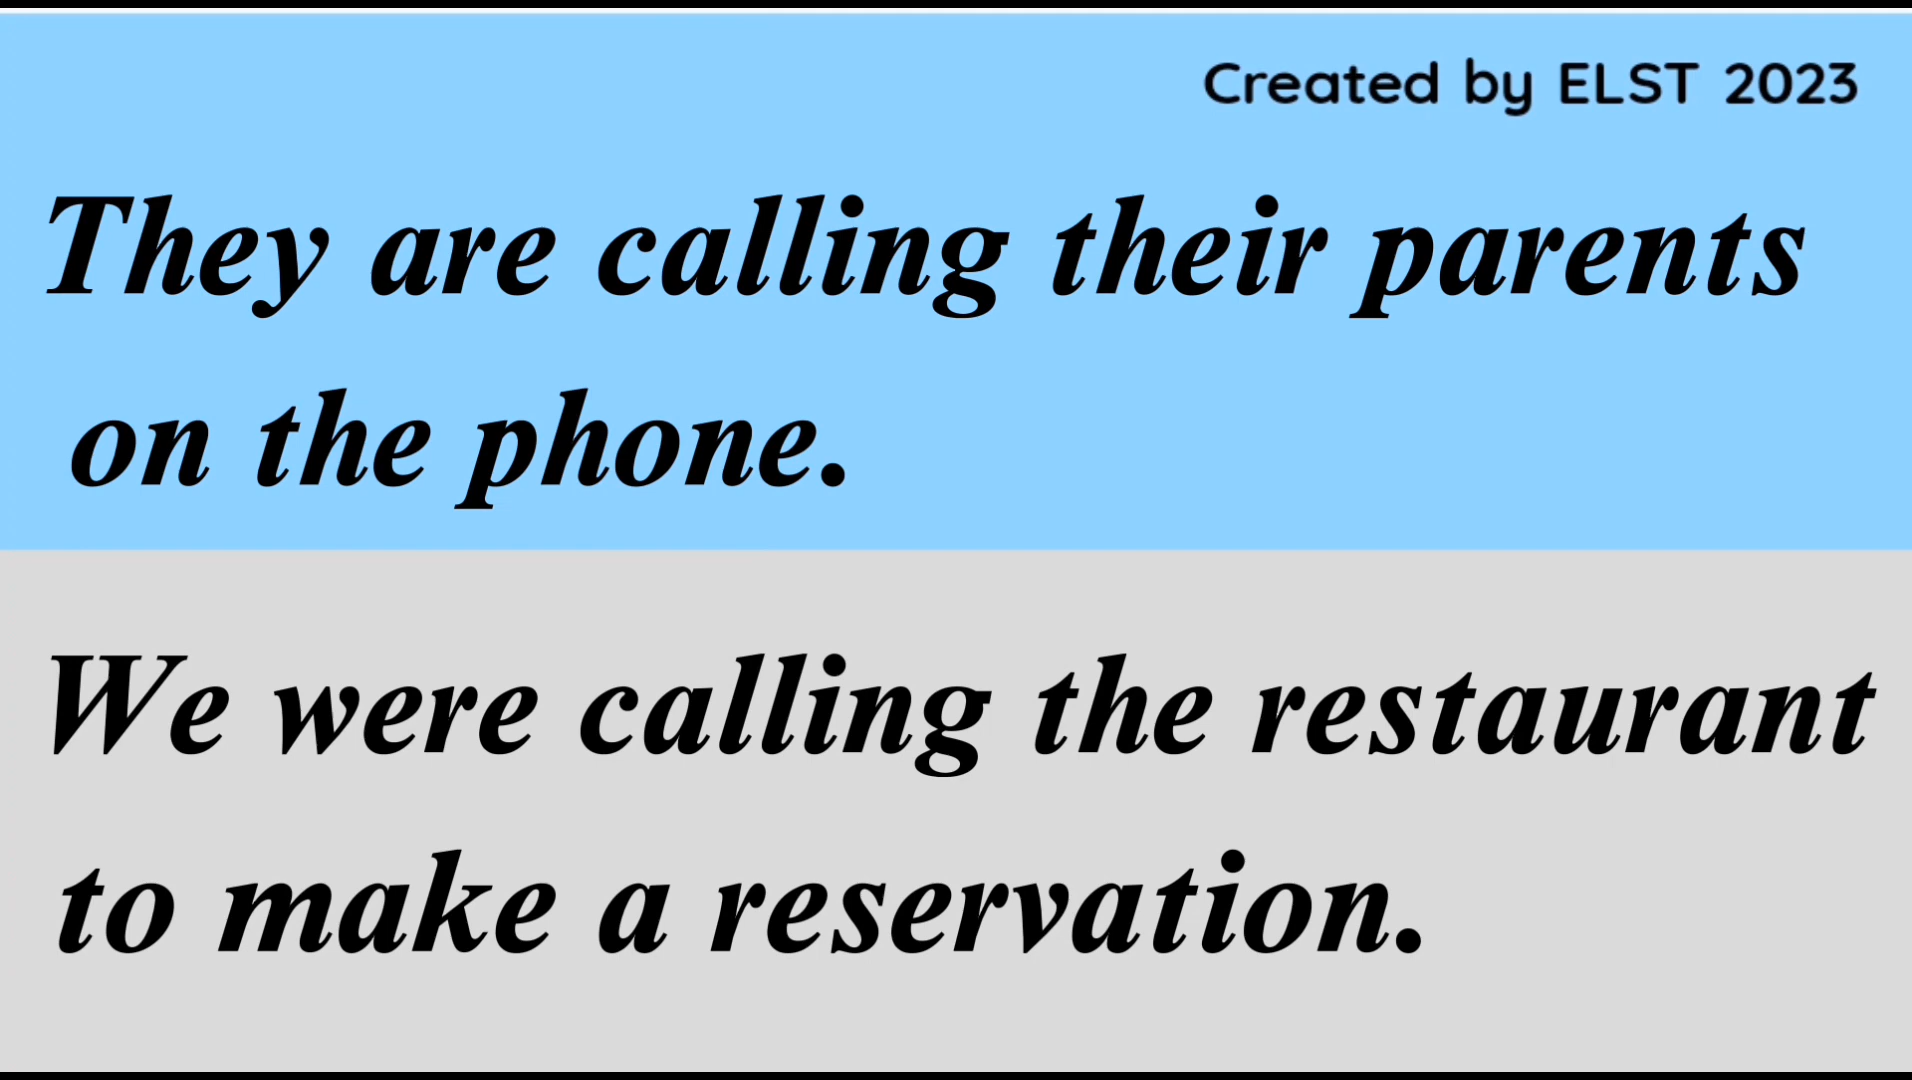 Created by ELST 2023
They are calling their parents
on the phone.
We were calling the restaurant
to make a reservation.